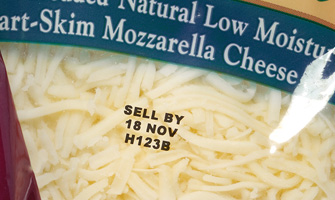 Natural Low Moistu
art-Skim Mozzarella Cheese
SELL BY
18 NOV
H123B